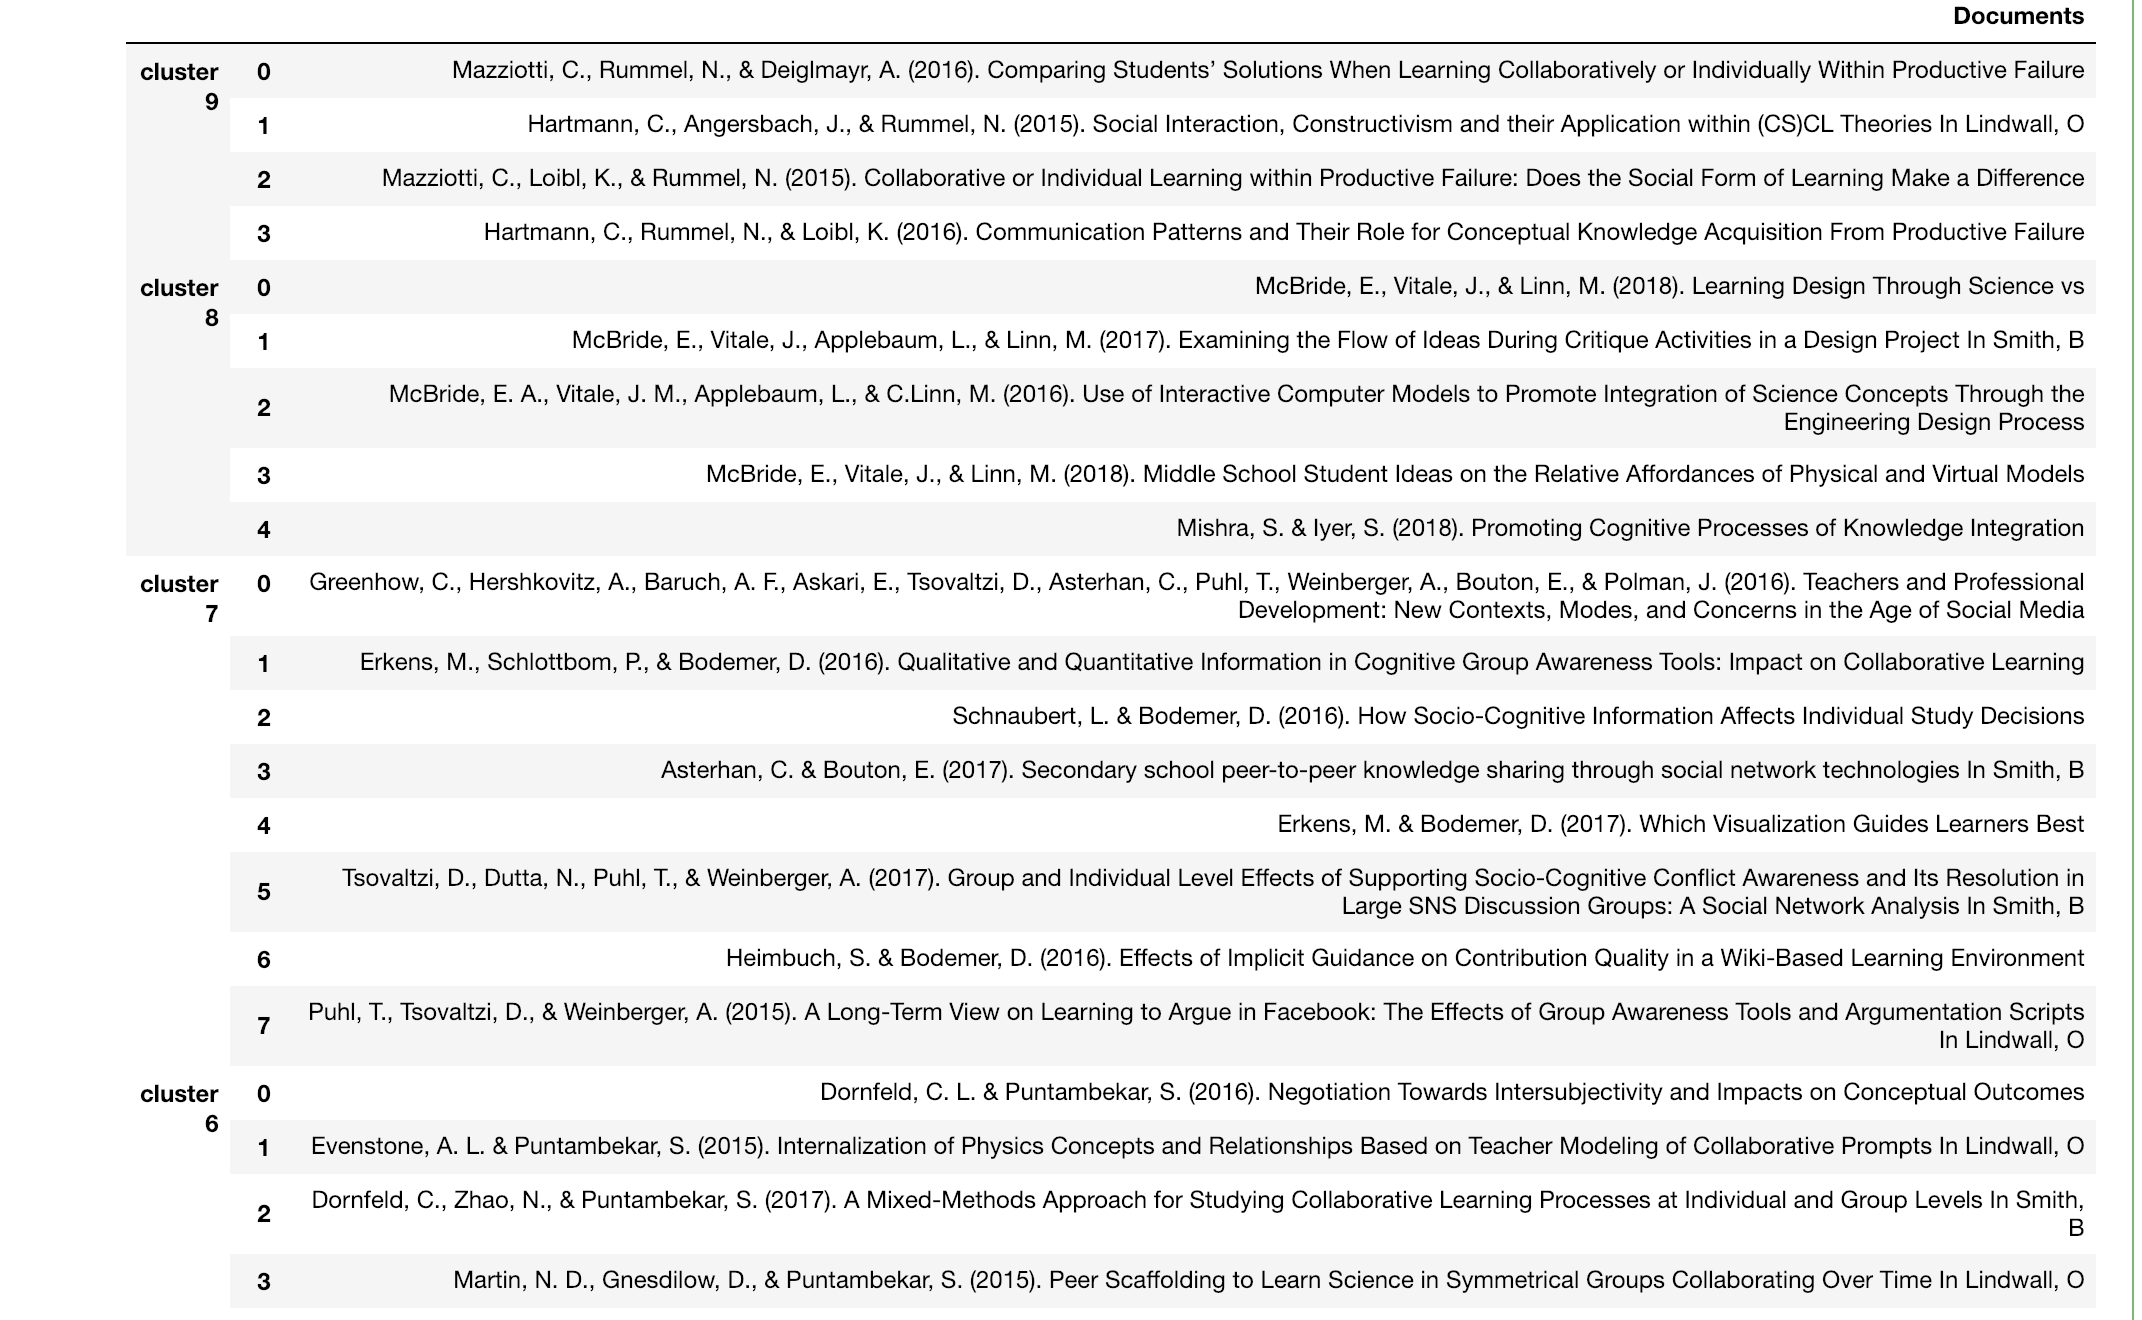 Documents
cluster 9 0 Mazziotti, C., Rummel, N., & Deiglmayr, A. (2016). Comparing Students’ Solutions When Learning Collaboratively or Individually Within Productive Failure
1 Hartmann, C., Angersbach, J., & Rummel, N. (2015). Social Interaction, Constructivism and their Application within (CS)CL Theories In Lindwall, O
2 Mazziotti, C., Loibl, K., & Rummel, N. (2015). Collaborative or Individual Learning within Productive Failure: Does the Social Form of Learning Make a Difference
3 Hartmann, C., Rummel, N., & Loibl, K. (2016). Communication Patterns and Their Role for Conceptual Knowledge Acquisition From Productive Failure
cluster 8 0 McBride, E., Vitale, J., & Linn, M. (2018). Learning Design Through Science vs
1 McBride, E., Vitale, J., Applebaum, L., & Linn, M. (2017). Examining the Flow of Ideas During Critique Activities in a Design Project In Smith, B
2 McBride, E. A., Vitale, J. M., Applebaum, L., & C.Linn, M. (2016). Use of Interactive Computer Models to Promote Integration of Science Concepts Through the
Engineering Design Process
3 McBride, E., Vitale, J., & Linn, M. (2018). Middle School Student Ideas on the Relative Affordances of Physical and Virtual Models
4 Mishra, S. & Iyer, S. (2018). Promoting Cognitive Processes of Knowledge Integration
cluster 7 0 Greenhow, C., Hershkovitz, A., Baruch, A. F., Askari, E., Tsovaltzi, D., Asterhan, C., Puhl, T., Weinberger, A., Bouton, E., & Polman, J. (2016). Teachers and Professional
Development: New Contexts, Modes, and Concerns in the Age of Social Media
1 Erkens, M., Schlottbom, P., & Bodemer, D. (2016). Qualitative and Quantitative Information in Cognitive Group Awareness Tools: Impact on Collaborative Learning
2 Schnaubert, L. & Bodemer, D. (2016). How Socio-Cognitive Information Affects Individual Study Decisions
3 Asterhan, C. & Bouton, E. (2017). Secondary school peer-to-peer knowledge sharing through social network technologies In Smith, B
4 Erkens, M. & Bodemer, D. (2017). Which Visualization Guides Learners Best
5 Tsovaltzi, D., Dutta, N., Puhl, T., & Weinberger, A. (2017). Group and Individual Level Effects of Supporting Socio-Cognitive Conflict Awareness and Its Resolution in
Large SNS Discussion Groups: A Social Network Analysis In Smith, B
6 Heimbuch, S. & Bodemer, D. (2016). Effects of Implicit Guidance on Contribution Quality in a Wiki-Based Learning Environment
7 Puhl, T., Tsovaltzi, D., & Weinberger, A. (2015). A Long-Term View on Learning to Argue in Facebook: The Effects of Group Awareness Tools and Argumentation Scripts
In Lindwall, O
cluster 6 0 Dornfeld, C. L. & Puntambekar, S. (2016). Negotiation Towards Intersubjectivity and Impacts on Conceptual Outcomes
1 Evenstone, A. L. & Puntambekar, S. (2015). Internalization of Physics Concepts and Relationships Based on Teacher Modeling of Collaborative Prompts In Lindwall, O
2 Dornfeld, C., Zhao, N., & Puntambekar, S. (2017). A Mixed-Methods Approach for Studying Collaborative Learning Processes at Individual and Group Levels In Smith,
B
3 Martin, N. D., Gnesdilow, D., & Puntambekar, S. (2015). Peer Scaffolding to Learn Science in Symmetrical Groups Collaborating Over Time In Lindwall, O